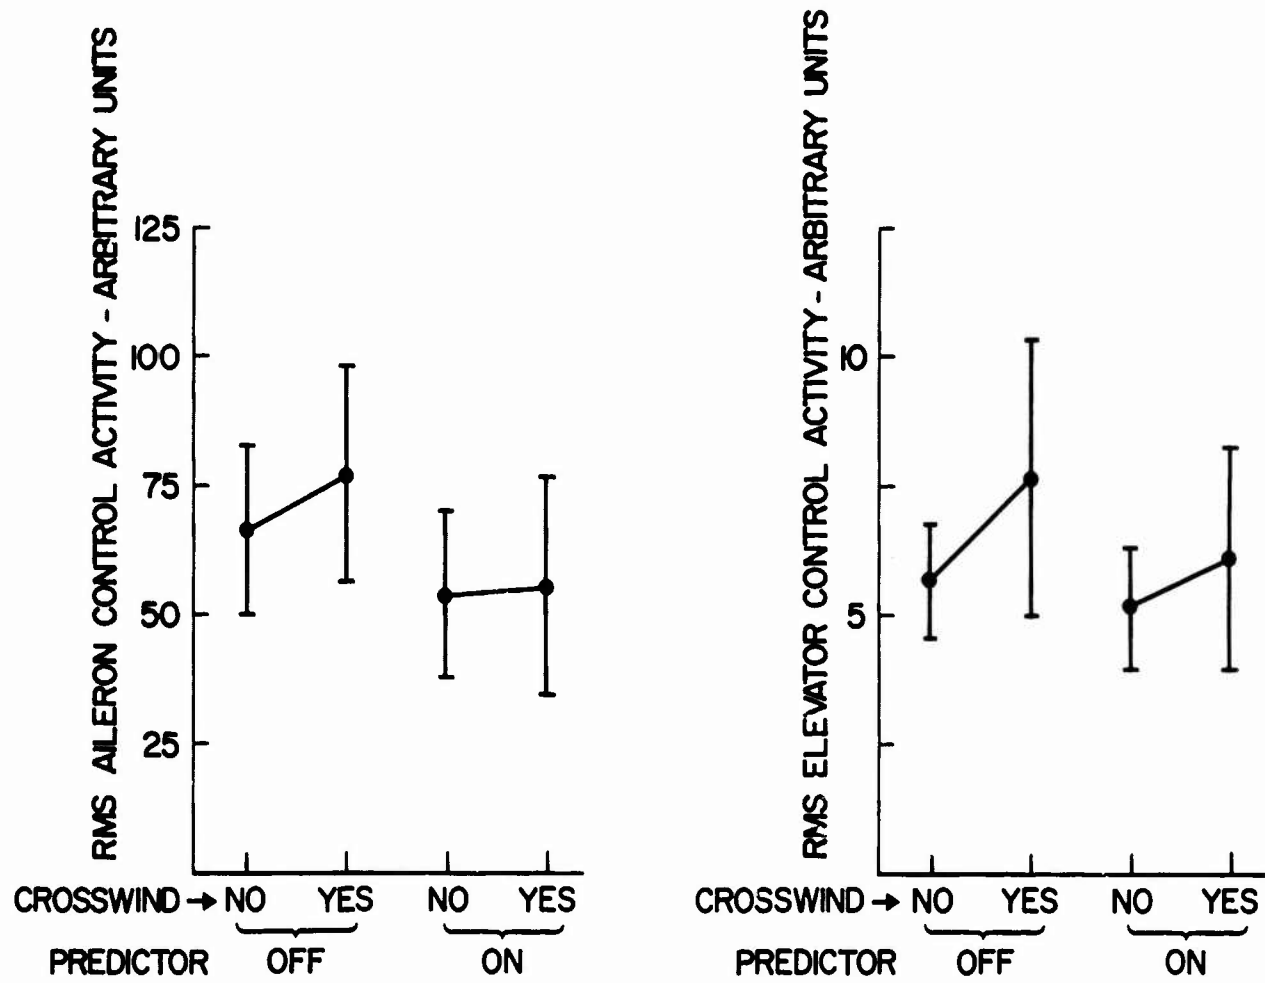 RMS AILERON CONTROL ACTIVITY - ARBITRARY UNITS
125
100
75
50
25
CROSSWIND → NO YES NO YES
PREDICTOR OFF ON
RMS ELEVATOR CONTROL ACTIVITY - ARBITRARY UNITS
10
5
CROSSWIND → NO YES NO YES
PREDICTOR OFF ON